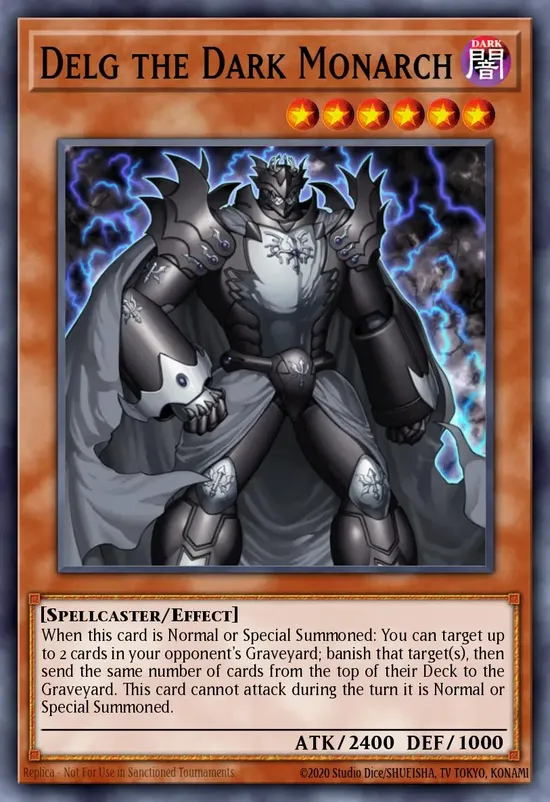 DELG THE DARK MONARCH
DARK
闇
[SPELLCASTER/EFFECT]
When this card is Normal or Special Summoned: You can target up
to 2 cards in your opponent's Graveyard; banish that target(s), then
send the same number of cards from the top of their Deck to the
Graveyard. This card cannot attack during the turn it is Normal or
Special Summoned.
ATK/2400 DEF/1000
Replica - Not For Use in Sanctioned Tournaments
©2020 Studio Dice/SHUEISHA, TV TOKYO, KONAMI